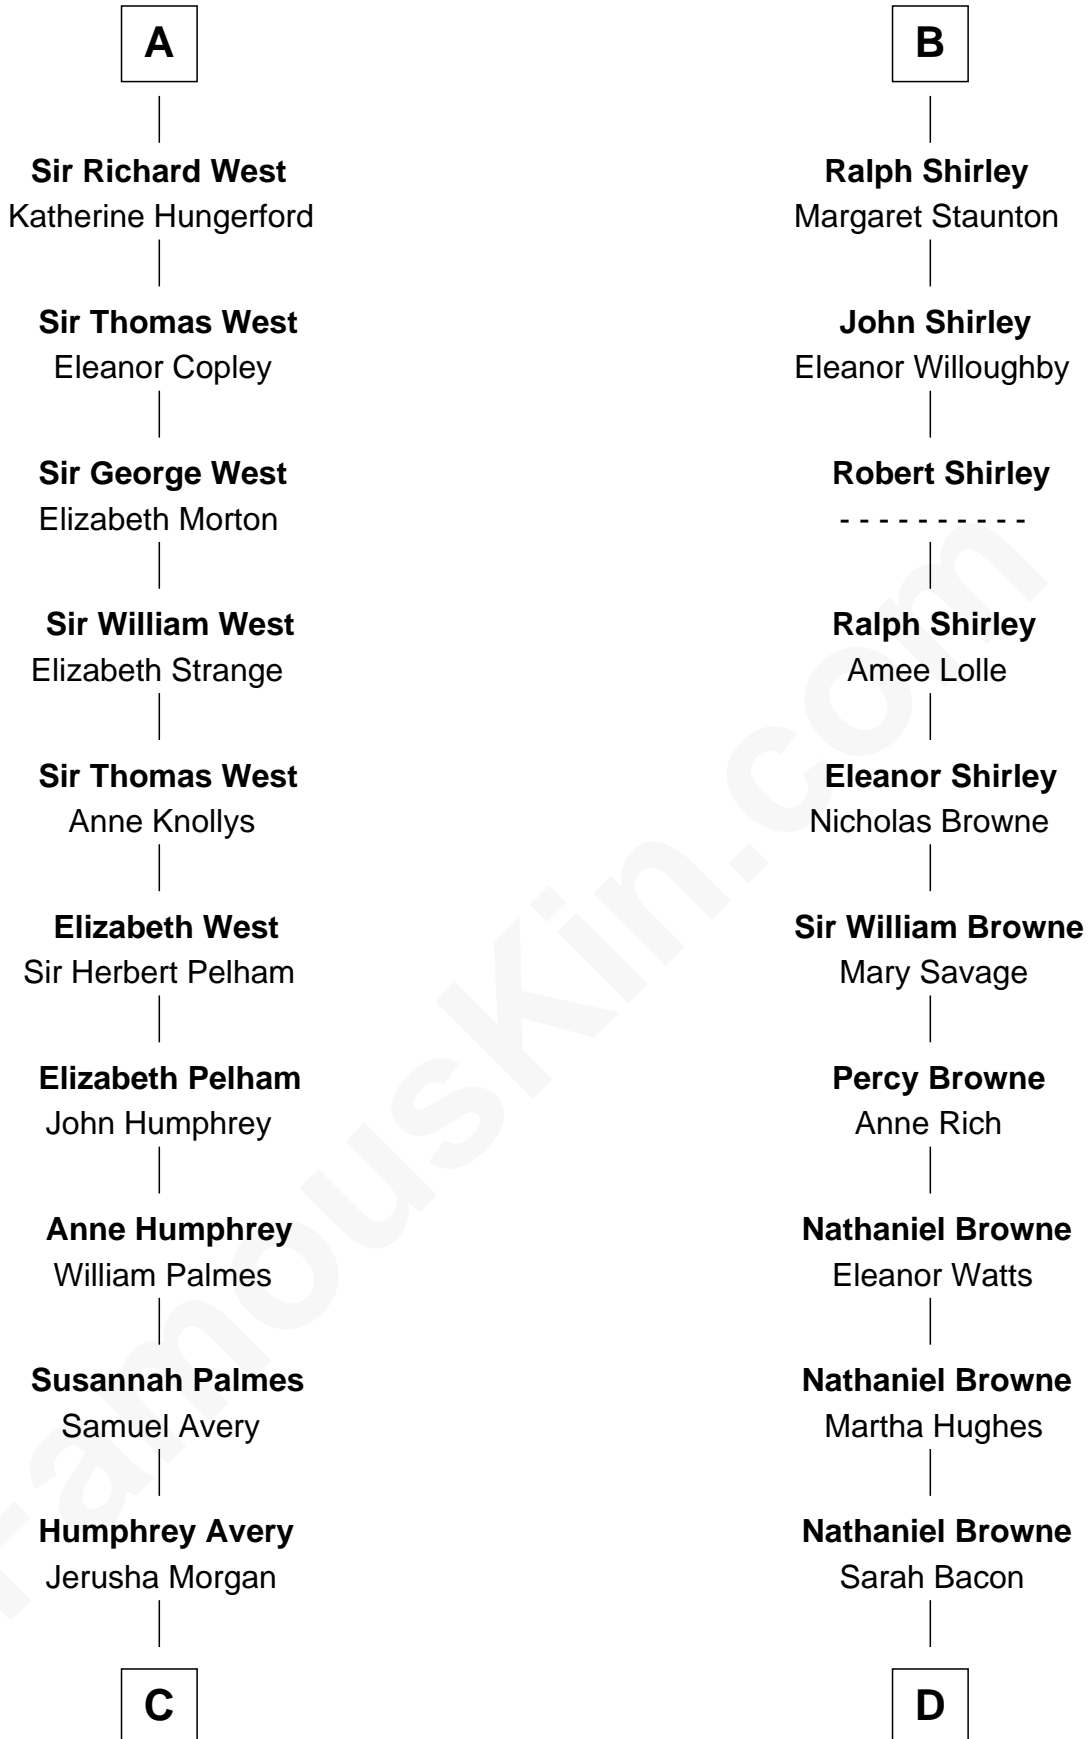 A
Sir Richard West
Katherine Hungerford
Sir Thomas West
Eleanor Copley
Sir George West
Elizabeth Morton
Sir William West
Elizabeth Strange
Sir Thomas West
Anne Knollys
Elizabeth West
Sir Herbert Pelham
Elizabeth Pelham
John Humphrey
Anne Humphrey
William Palmes
Susannah Palmes
Samuel Avery
Humphrey Avery
Jerusha Morgan
C
B
Ralph Shirley
Margaret Staunton
John Shirley
Eleanor Willoughby
Robert Shirley
- - - - - - - - - -
Ralph Shirley
Amee Lolle
Eleanor Shirley
Nicholas Browne
Sir William Browne
Mary Savage
Percy Browne
Anne Rich
Nathaniel Browne
Eleanor Watts
Nathaniel Browne
Martha Hughes
Nathaniel Browne
Sarah Bacon
D
FamousKin.com